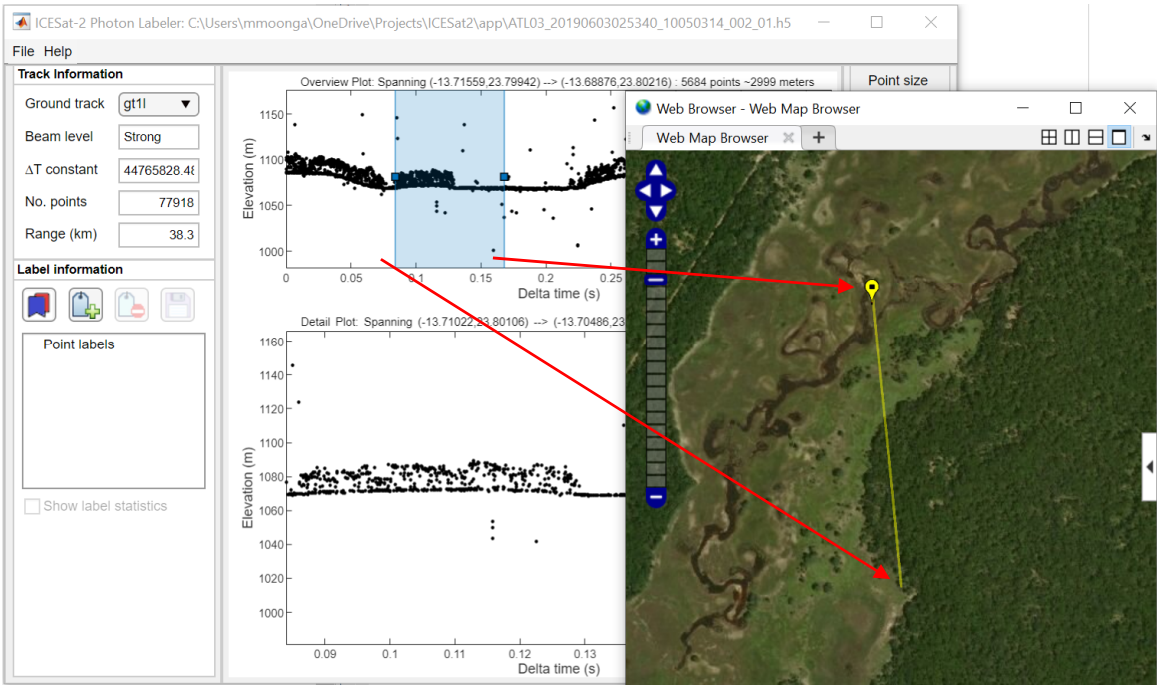 ICESat-2 Photon Labeler: C:\Users\mmoonga\OneDrive\Projects\ICESat2\app\ATL03_20190603025340_10050314_002_01.h5
File Help
Track Information
Ground track gt1l
Beam level Strong
ΔT constant 44765828.4
No. points 77918
Range (km) 38.3
Label information
Point labels
Show label statistics
Overview Plot: Spanning (-13.71559,23.79942) --> (-13.68876,23.80216) : 5684 points ~2999 meters
Elevation (m)
1150
1100
1050
1000
0 0.05 0.1 0.15 0.2 0.25
Delta time (s)
Detail Plot: Spanning (-13.71022,23.80106) --> (-13.70486,23
Elevation (m)
1160
1140
1120
1100
1080
1060
1040
1020
1000
0.09 0.1 0.11 0.12 0.13
Delta time (s)
Point size
Web Browser - Web Map Browser
Web Map Browser